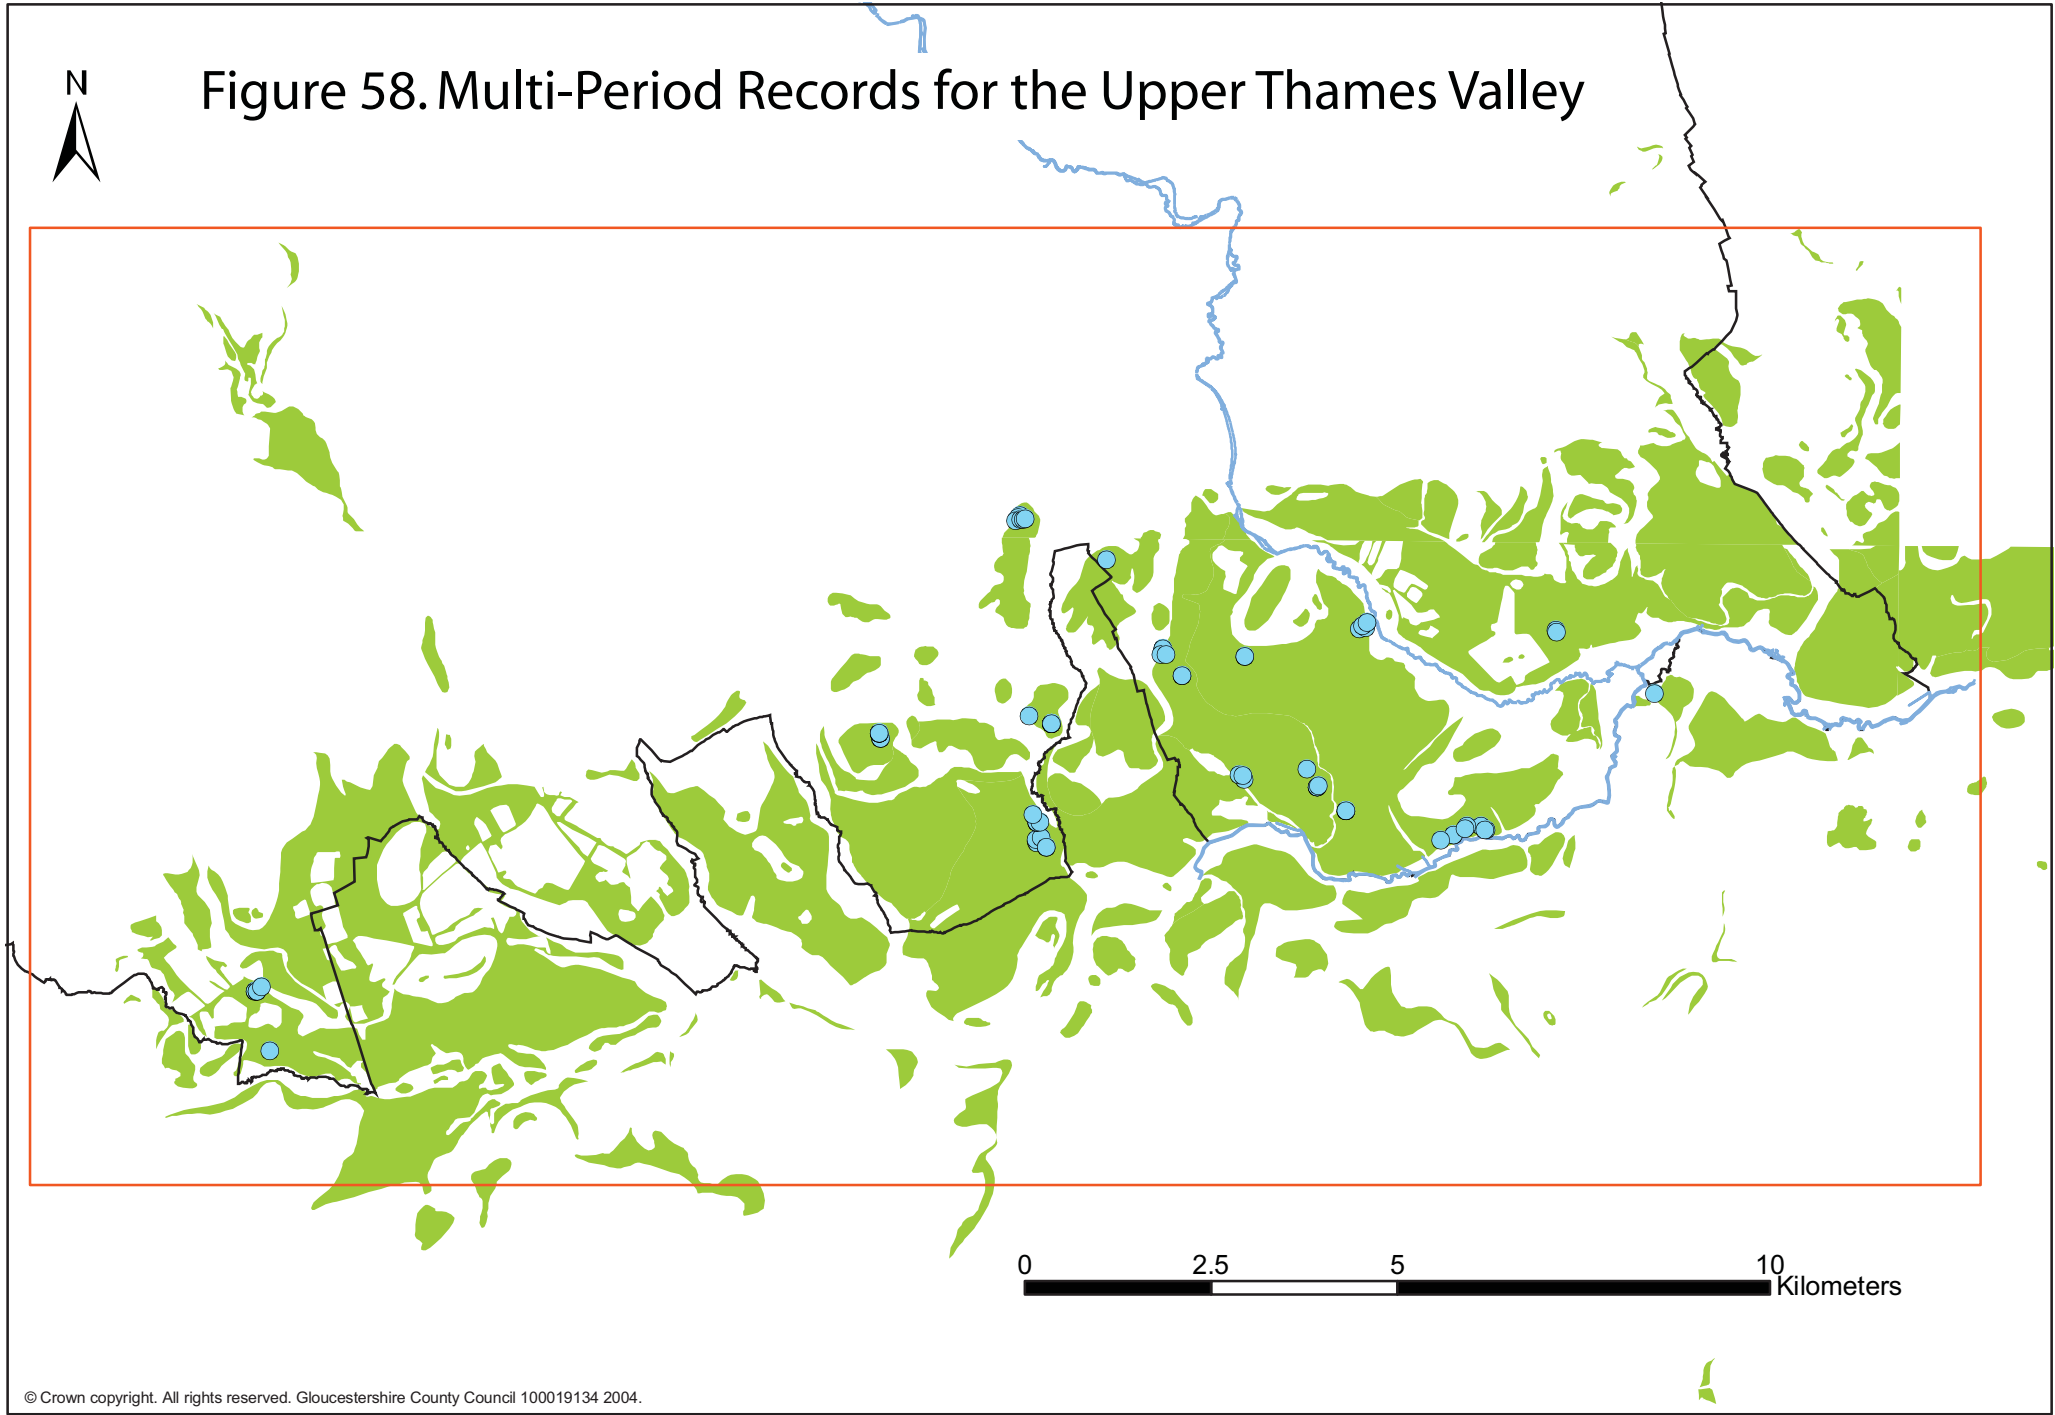 N
Figure 58. Multi-Period Records for the Upper Thames Valley
0 2.5 5 10
Kilometers
© Crown copyright. All rights reserved. Gloucestershire County Council 100019134 2004.